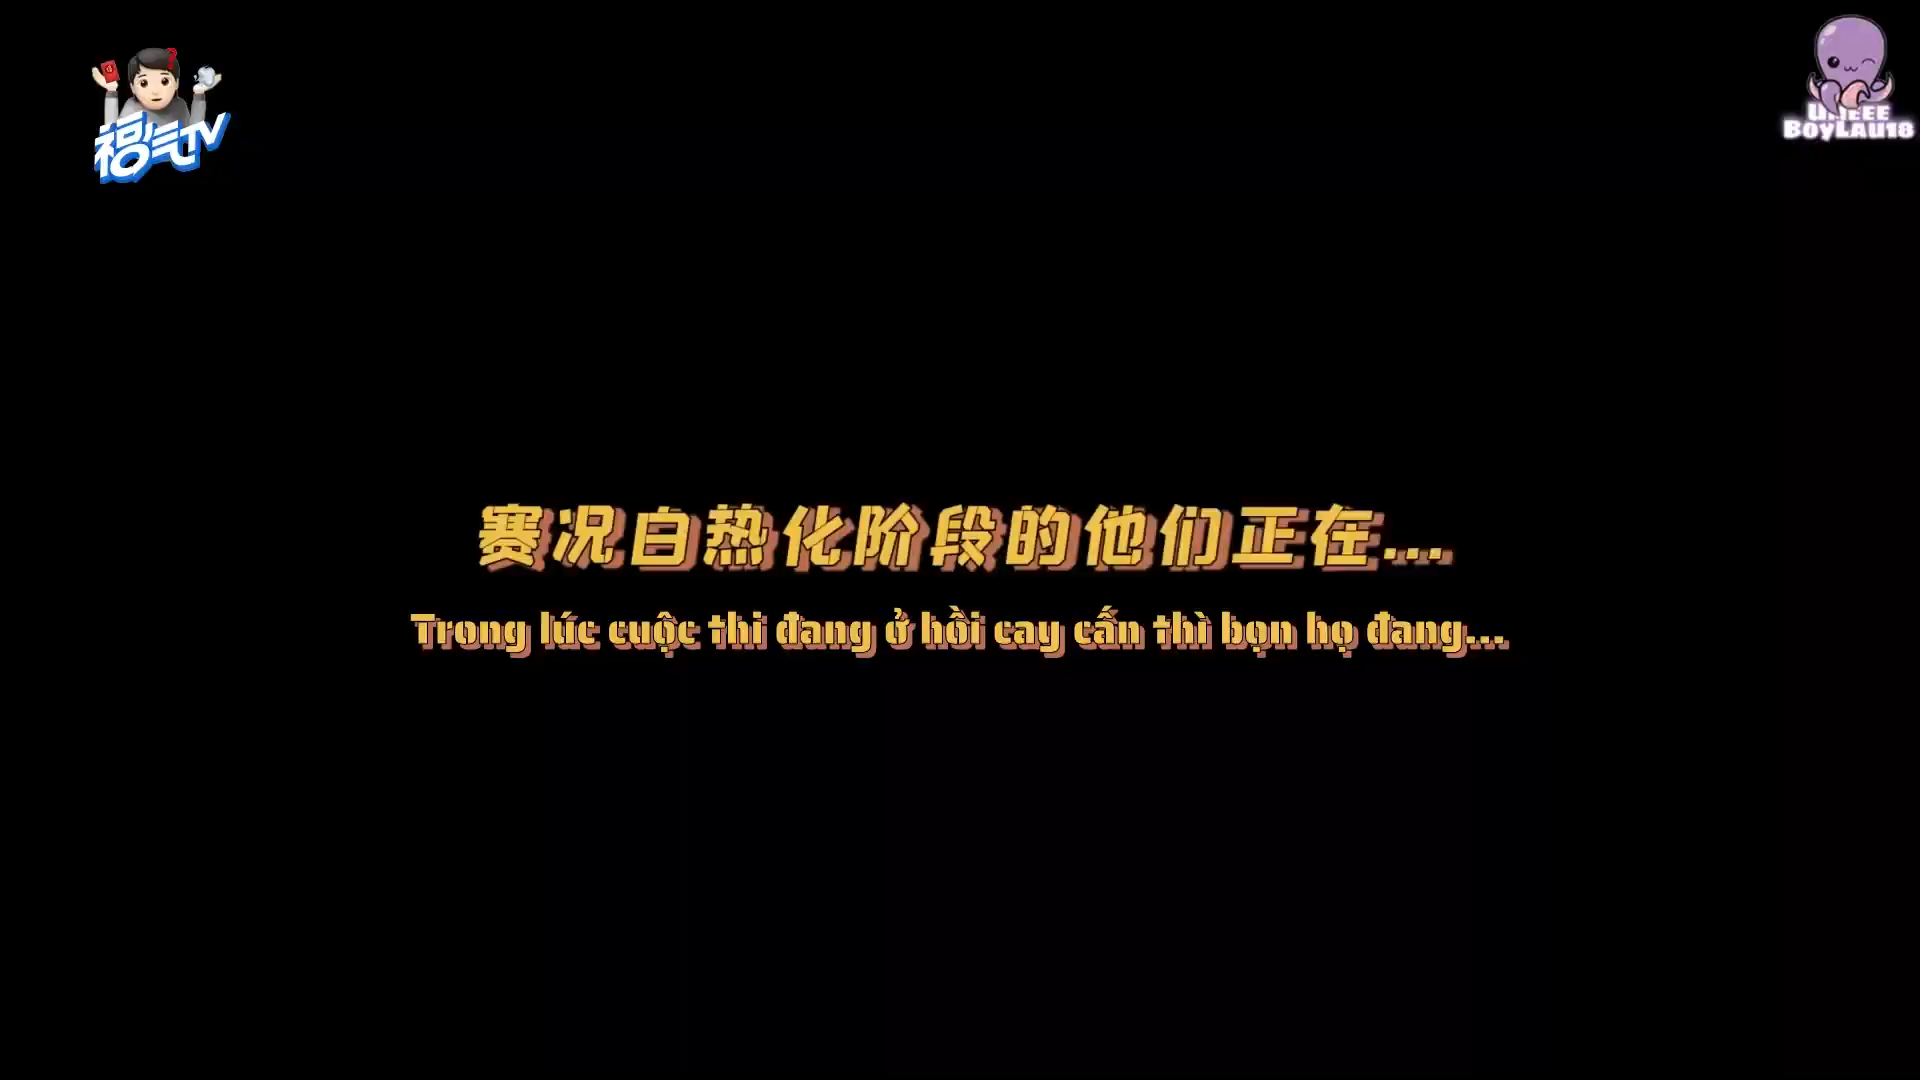 福气TV
BoyLAU18
赛况白热化阶段的他们正在...
Trong lúc cuộc thi đang ở hồi cay cấn thì bọn họ đang...